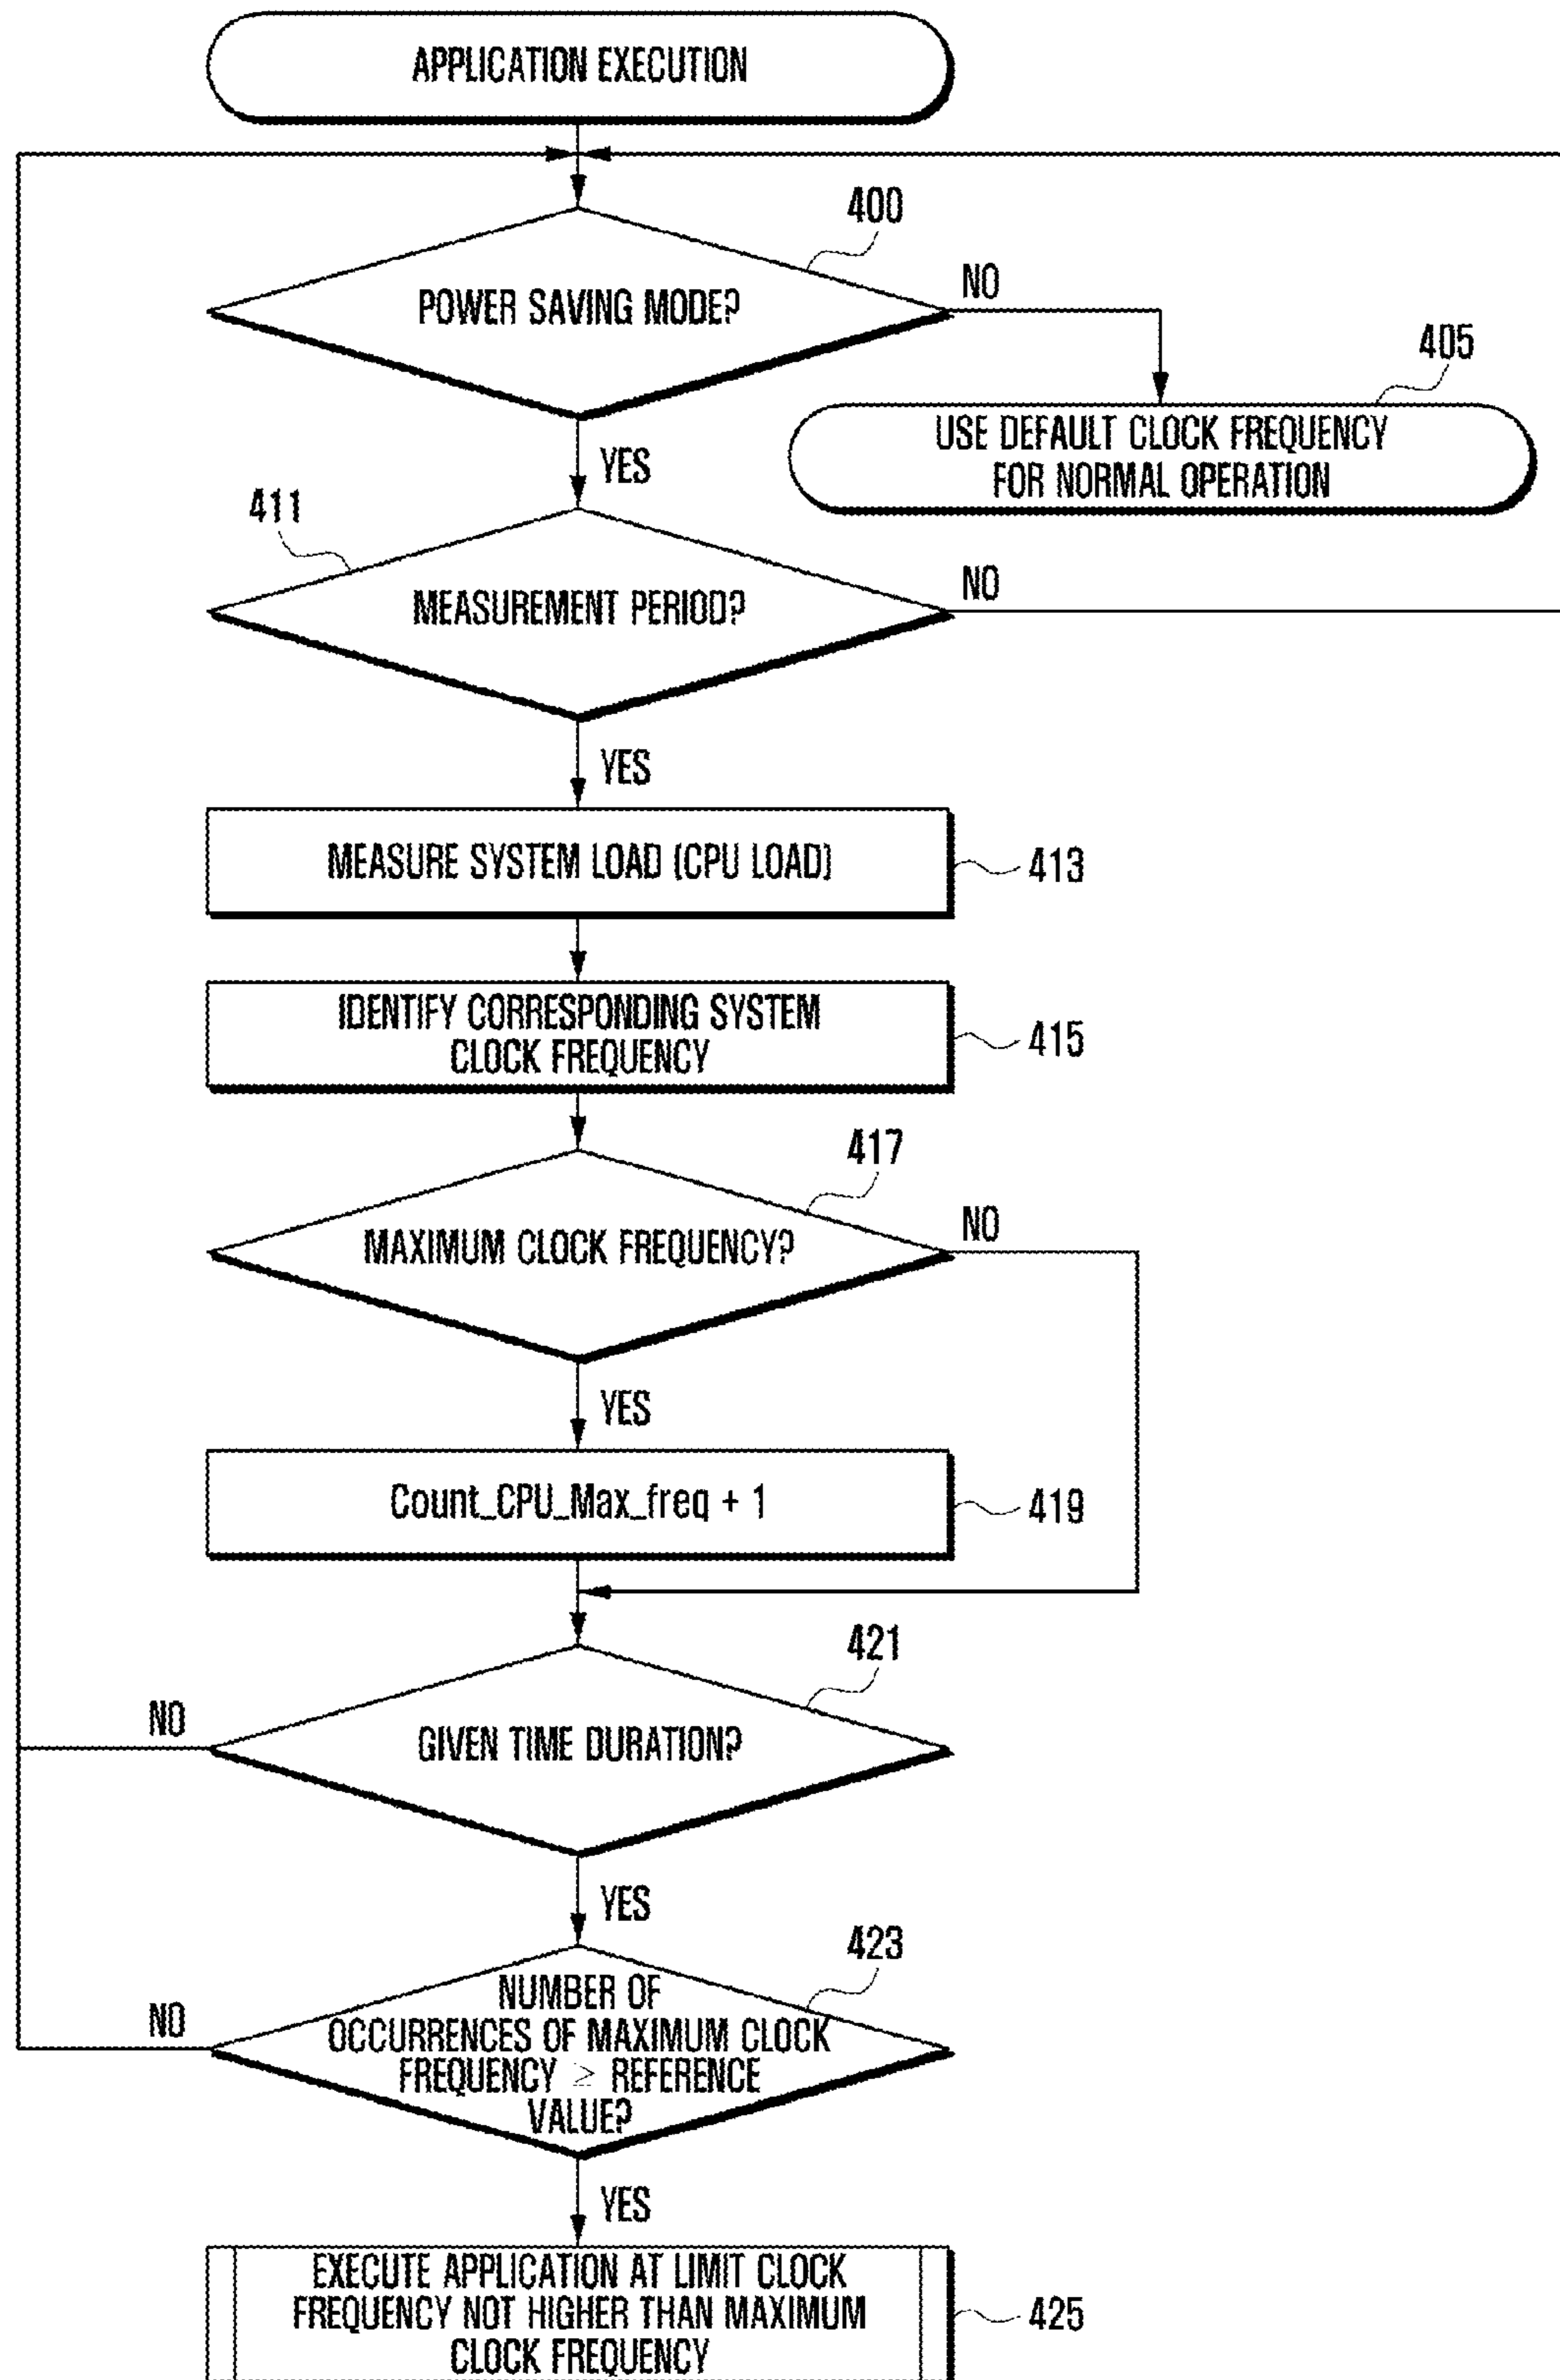 APPLICATION EXECUTION
400
POWER SAVING MODE?
NO
405
USE DEFAULT CLOCK FREQUENCY
FOR NORMAL OPERATION
YES
411
MEASUREMENT PERIOD?
NO
YES
MEASURE SYSTEM LOAD (CPU LOAD)
413
IDENTIFY CORRESPONDING SYSTEM
CLOCK FREQUENCY
415
417
MAXIMUM CLOCK FREQUENCY?
NO
YES
Count_CPU_Max_freq + 1
419
421
GIVEN TIME DURATION?
NO
YES
423
NUMBER OF
OCCURRENCES OF MAXIMUM CLOCK
FREQUENCY ≥ REFERENCE
VALUE?
NO
YES
EXECUTE APPLICATION AT LIMIT CLOCK
FREQUENCY NOT HIGHER THAN MAXIMUM
CLOCK FREQUENCY
425